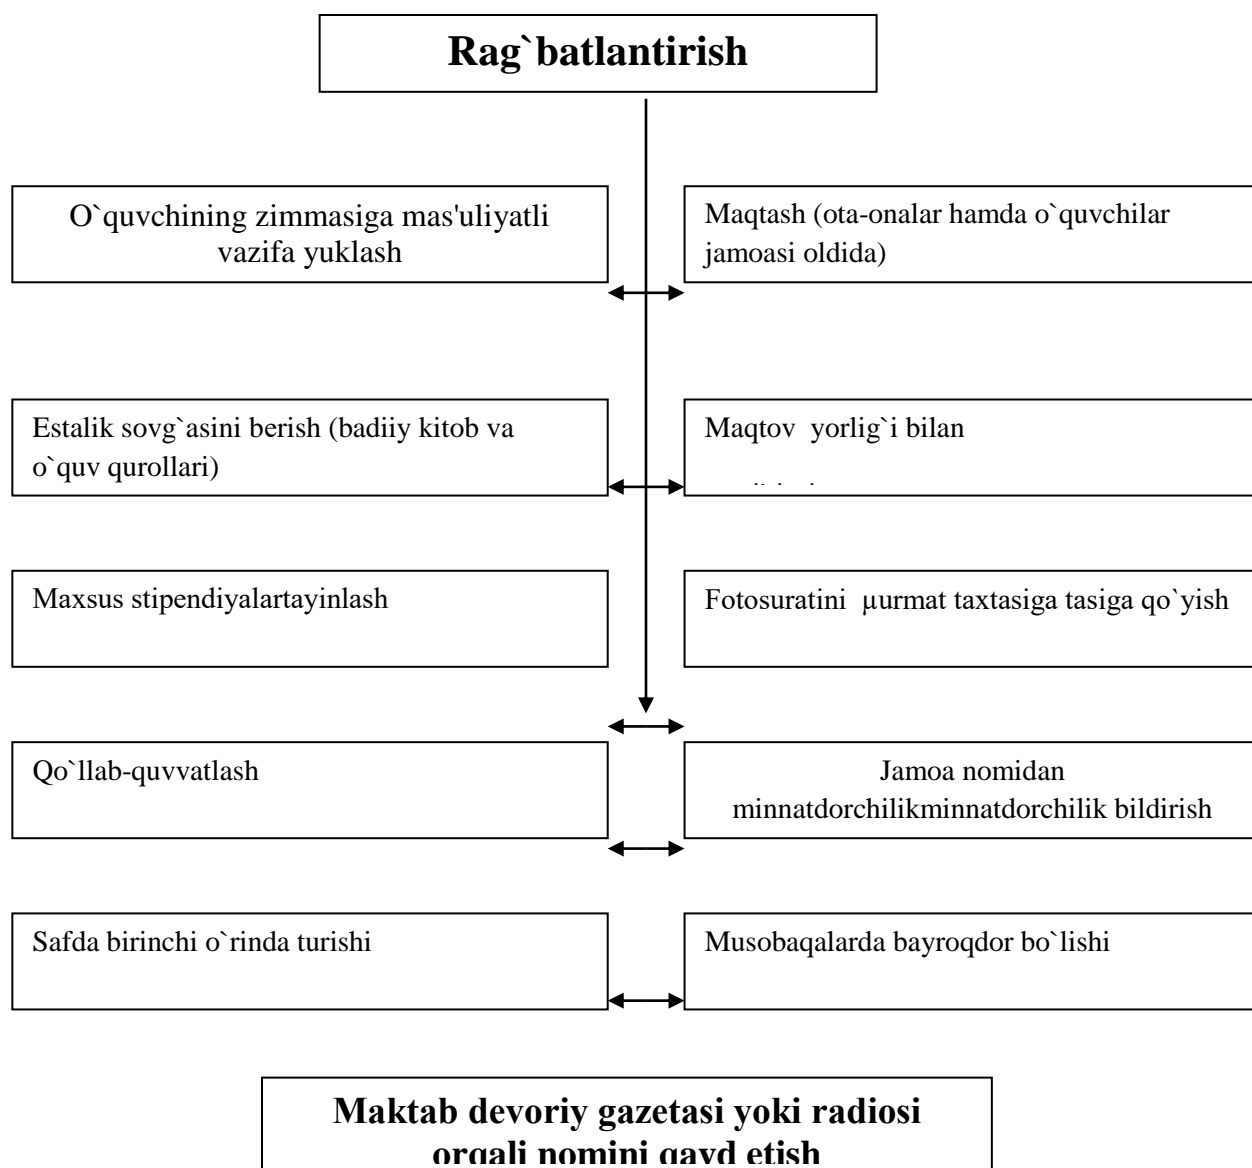 Rag`batlantirish
O`quvchining zimmasiga mas'uliyatli
vazifa yuklash
Maqtash (ota-onalar hamda o`quvchilar
jamoasi oldida)
Estalik sovg`asini berish (badiiy kitob va
o`quv qurollari)
Maqtov  yorlig`i bilan
Maxsus stipendiyalartayinlash
Fotosuratini  µurmat taxtasiga tasiga qo`yish
Qo`llab-quvvatlash
Jamoa nomidan
minnatdorchilikminnatdorchilik bildirish
Safda birinchi o`rinda turishi
Musobaqalarda bayroqdor bo`lishi
Maktab devoriy gazetasi yoki radiosi
orqali nomini qayd etish